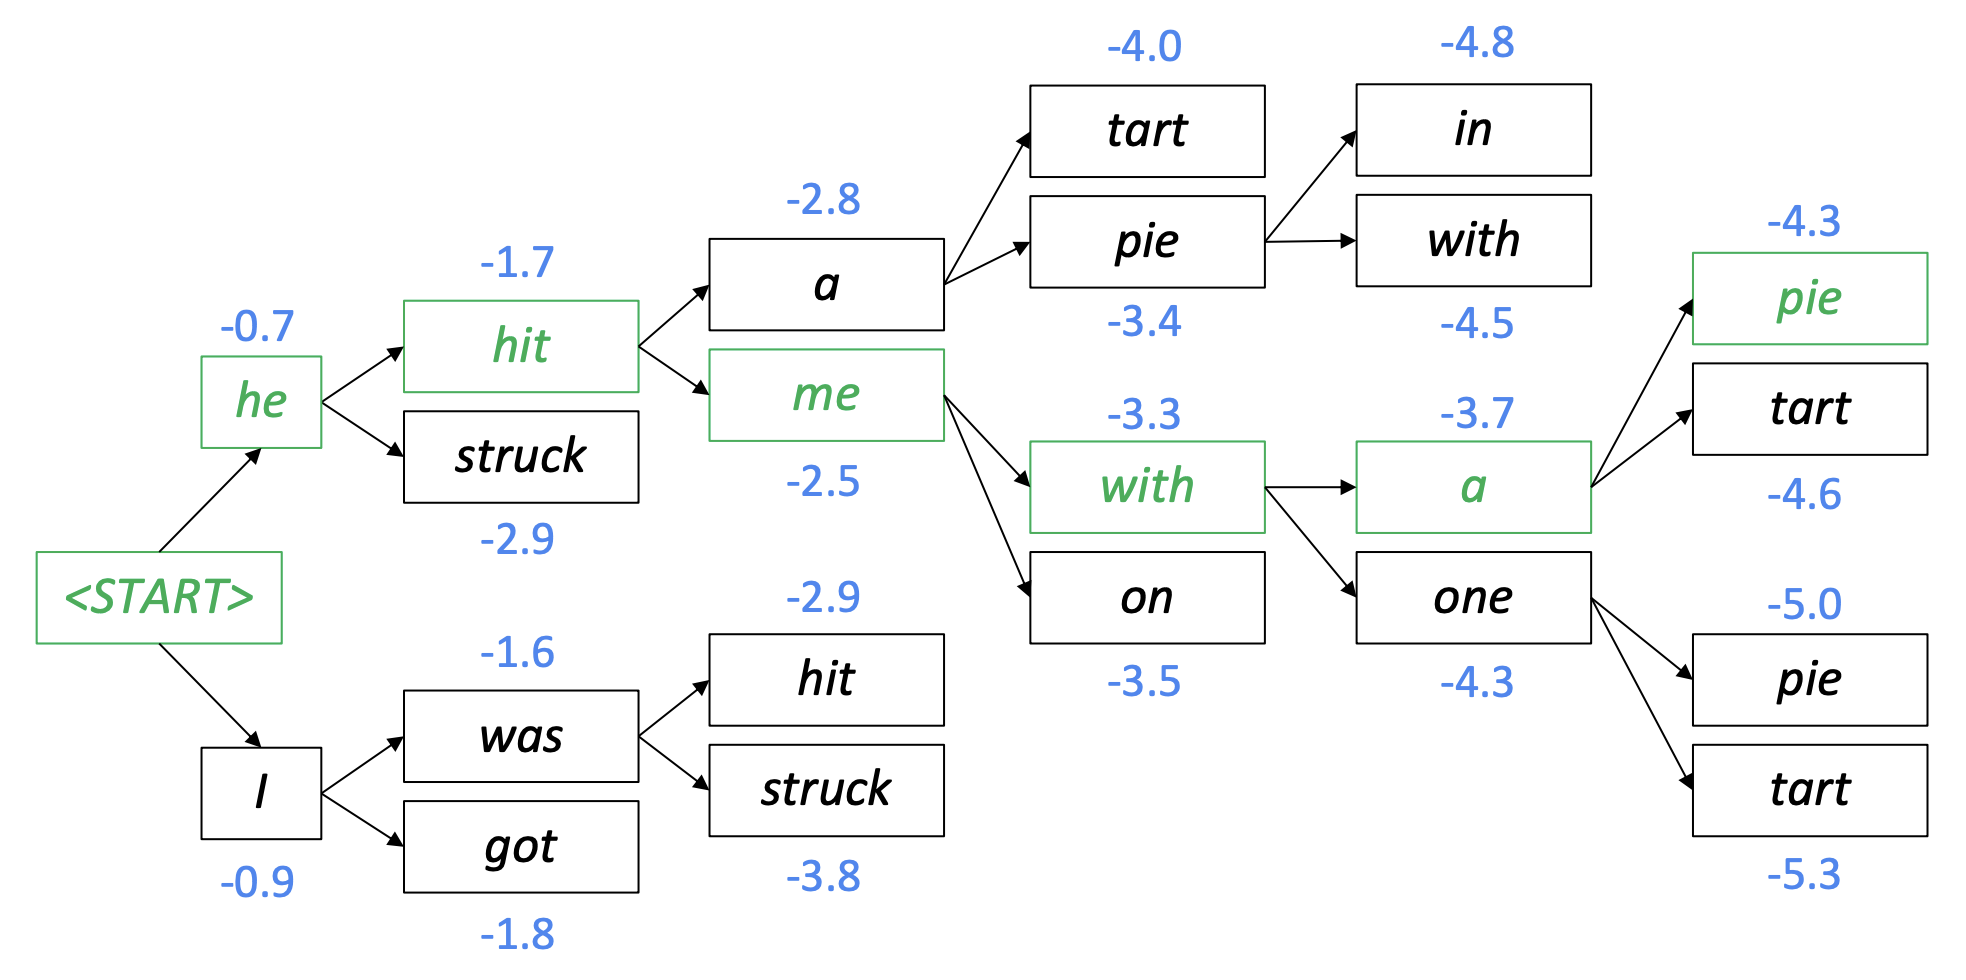 <START>
-0.7
he
I
-0.9
-1.7
hit
struck
-2.9
-1.6
was
got
-1.8
-2.8
a
me
-2.5
-2.9
hit
struck
-3.8
-4.0
tart
pie
-3.4
-3.3
with
on
-3.5
-4.8
in
with
-4.5
-3.7
a
one
-4.3
-4.3
pie
tart
-4.6
-5.0
pie
tart
-5.3